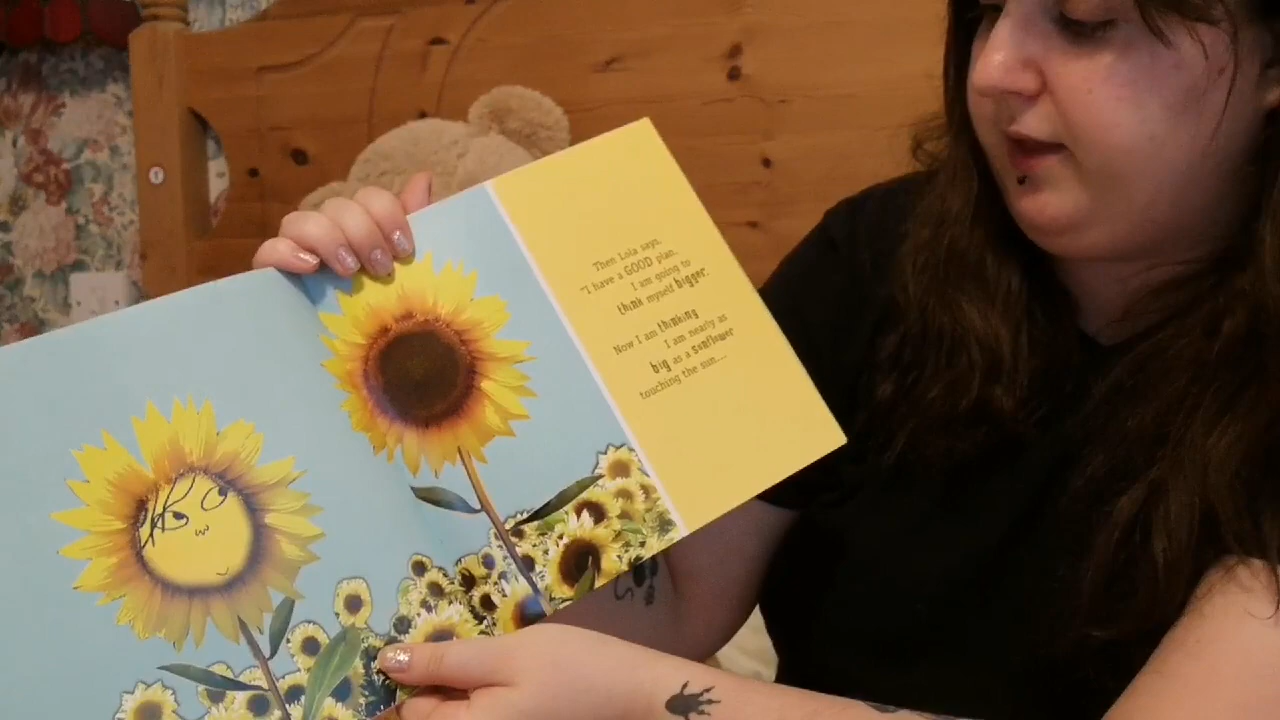 Then Lola says,
"I have a GOOD plan.
I am going to
think myself bigger.
Now I am thinking
I am nearly as
big as a sunflower
touching the sun....